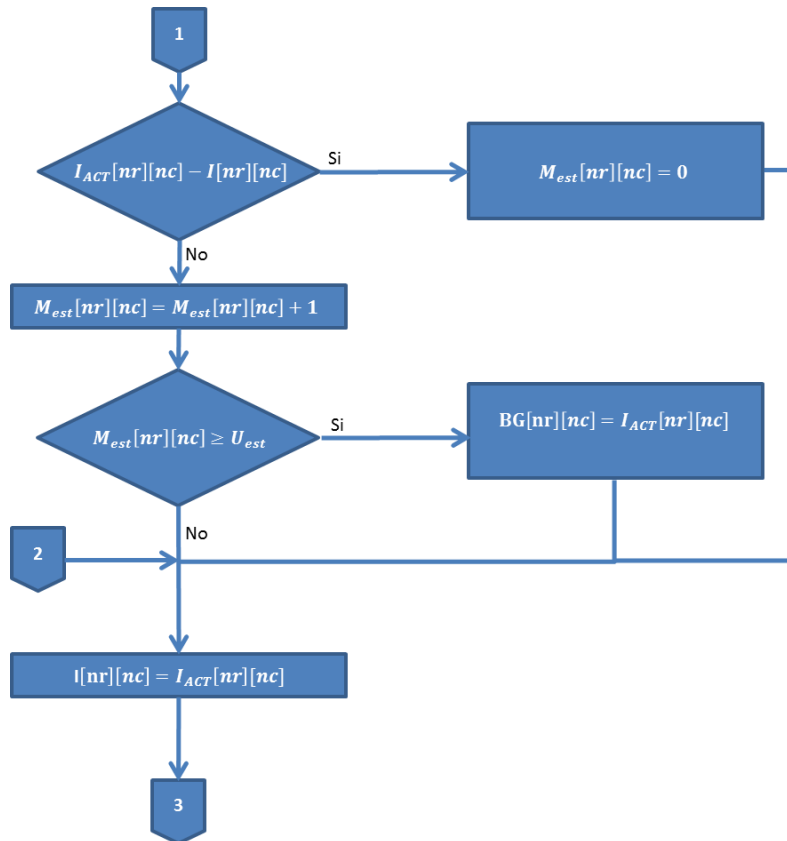 1
I_ACT[nr][nc] − I[nr][nc]
Si
M_est[nr][nc] = 0
No
M_est[nr][nc] = M_est[nr][nc] + 1
M_est[nr][nc] ≥ U_est
Si
BG[nr][nc] = I_ACT[nr][nc]
No
2
I[nr][nc] = I_ACT[nr][nc]
3